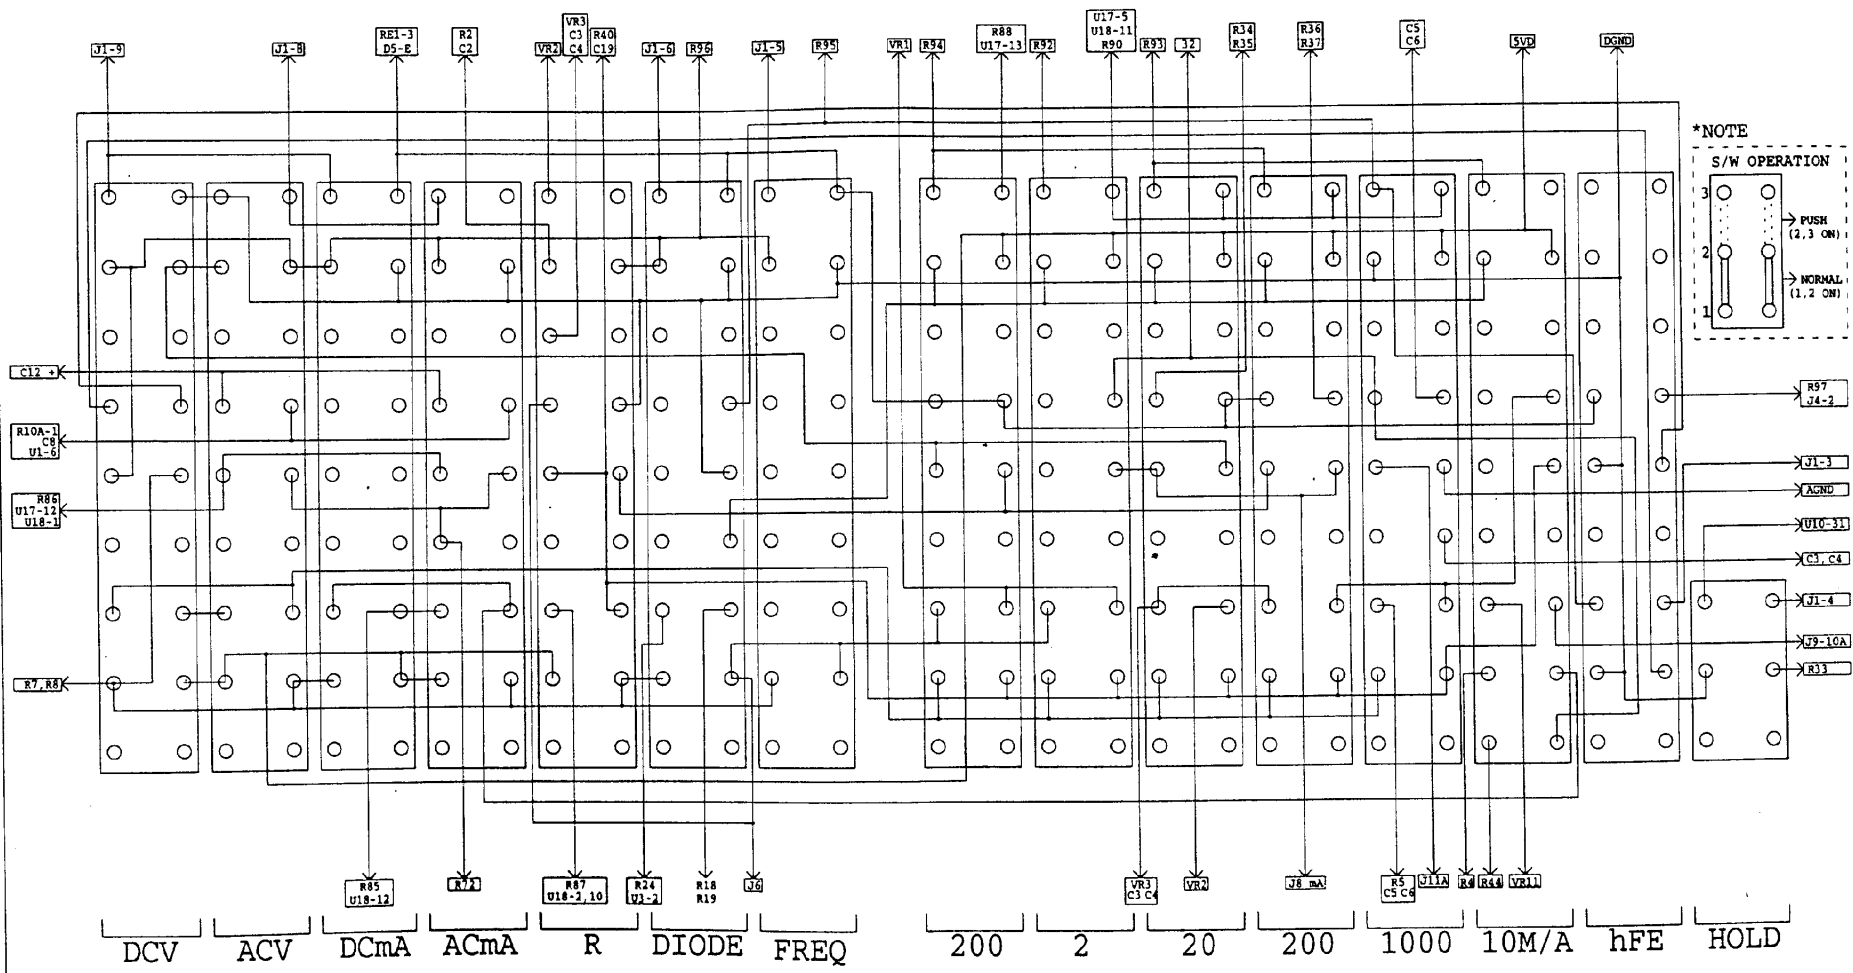 J1-9
J1-8
RE1-3
D5-E
R2
C2
VR2
VR3
C3
C4
R40
C19
J1-6
R96
J1-5
R95
VR1
R94
R88
U17-13
R92
U17-5
U18-11
R90
R93
32
R34
R35
R36
R37
C5
C6
5VD
DGND
*NOTE
S/W OPERATION
3
PUSH
(2,3 ON)
2
NORMAL
(1,2 ON)
1
C12 +
R10A-1
C8
U1-6
R86
U17-12
U18-1
R7,R8
R97
J4-2
J1-3
AGND
U10-31
C3,C4
J1-4
J9-10A
R33
R85
U18-12
R72
R87
U18-2,10
R24
U3-2
R18
R19
J6
VR3
C3 C4
VR2
J8 mA
R5
C5 C6
J11A
R4
R44
VR11
DCV
ACV
DCmA
ACmA
R
DIODE
FREQ
200
2
20
200
1000
10M/A
hFE
HOLD